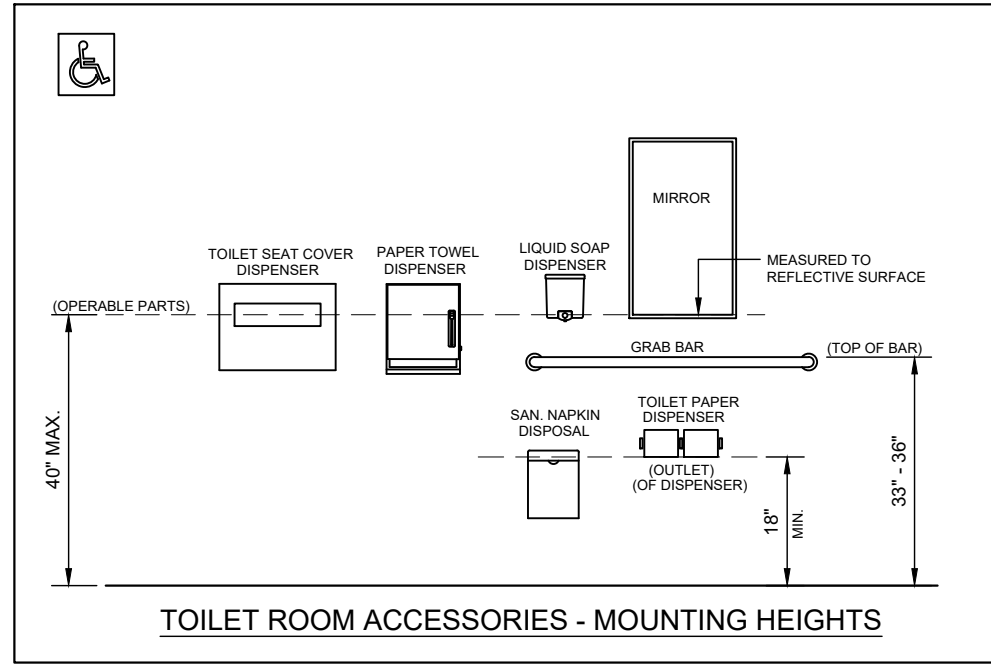 MIRROR
TOILET SEAT COVER
DISPENSER
PAPER TOWEL
DISPENSER
LIQUID SOAP
DISPENSER
MEASURED TO
REFLECTIVE SURFACE
(OPERABLE PARTS)
GRAB BAR
(TOP OF BAR)
SAN. NAPKIN
DISPOSAL
TOILET PAPER
DISPENSER
(OUTLET)
(OF DISPENSER)
40" MAX.
18"
MIN.
33" - 36"
TOILET ROOM ACCESSORIES - MOUNTING HEIGHTS